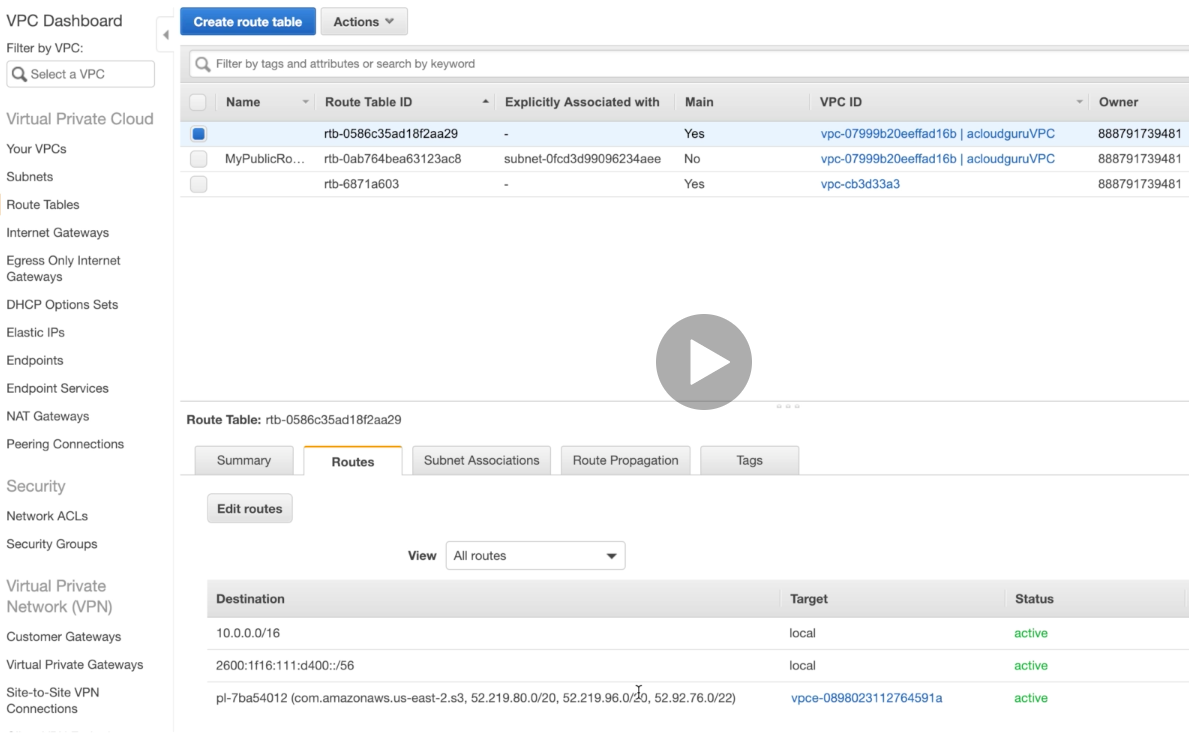 VPC Dashboard
Filter by VPC:
Select a VPC
Virtual Private Cloud
Your VPCs
Subnets
Route Tables
Internet Gateways
Egress Only Internet
Gateways
DHCP Options Sets
Elastic IPs
Endpoints
Endpoint Services
NAT Gateways
Peering Connections
Security
Network ACLs
Security Groups
Virtual Private
Network (VPN)
Customer Gateways
Virtual Private Gateways
Site-to-Site VPN
Connections
Create route table Actions
Filter by tags and attributes or search by keyword
Name Route Table ID Explicitly Associated with Main VPC ID Owner
rtb-0586c35ad18f2aa29 - Yes vpc-07999b20eeffad16b | acloudguruVPC 888791739481
MyPublicRo... rtb-0ab764bea63123ac8 subnet-0fcd3d99096234aee No vpc-07999b20eeffad16b | acloudguruVPC 888791739481
rtb-6871a603 - Yes vpc-cb3d33a3 888791739481
Route Table: rtb-0586c35ad18f2aa29
Summary Routes Subnet Associations Route Propagation Tags
Edit routes
View All routes
Destination Target Status
10.0.0.0/16 local active
2600:1f16:111:d400::/56 local active
pl-7ba54012 (com.amazonaws.us-east-2.s3, 52.219.80.0/20, 52.219.96.0/20, 52.92.76.0/22) vpce-0898023112764591a active